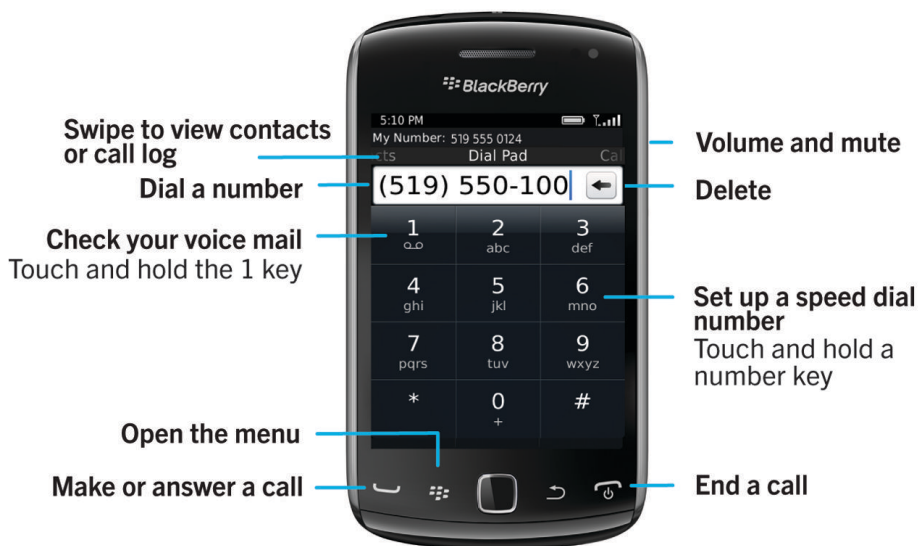 BlackBerry
5:10 PM
My Number: 519 555 0124
cts Dial Pad Cal
(519) 550-100
1
2 abc
3 def
4 ghi
5 jkl
6 mno
7 pqrs
8 tuv
9 wxyz
*
0 +
#
Swipe to view contacts
or call log
Dial a number
Check your voice mail
Touch and hold the 1 key
Open the menu
Make or answer a call
Volume and mute
Delete
Set up a speed dial
number
Touch and hold a
number key
End a call